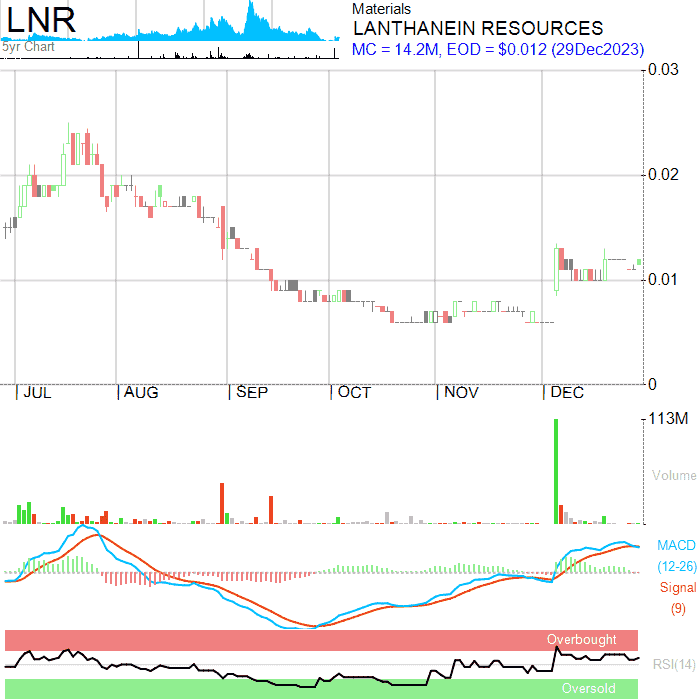 LNR
5yr Chart
Materials
LANTHANEIN RESOURCES
MC = 14.2M, EOD = $0.012 (29Dec2023)
0.03
0.02
0.01
0
JUL AUG SEP OCT NOV DEC
113M
Volume
MACD
(12-26)
Signal
(9)
Overbought
RSI(14)
Oversold